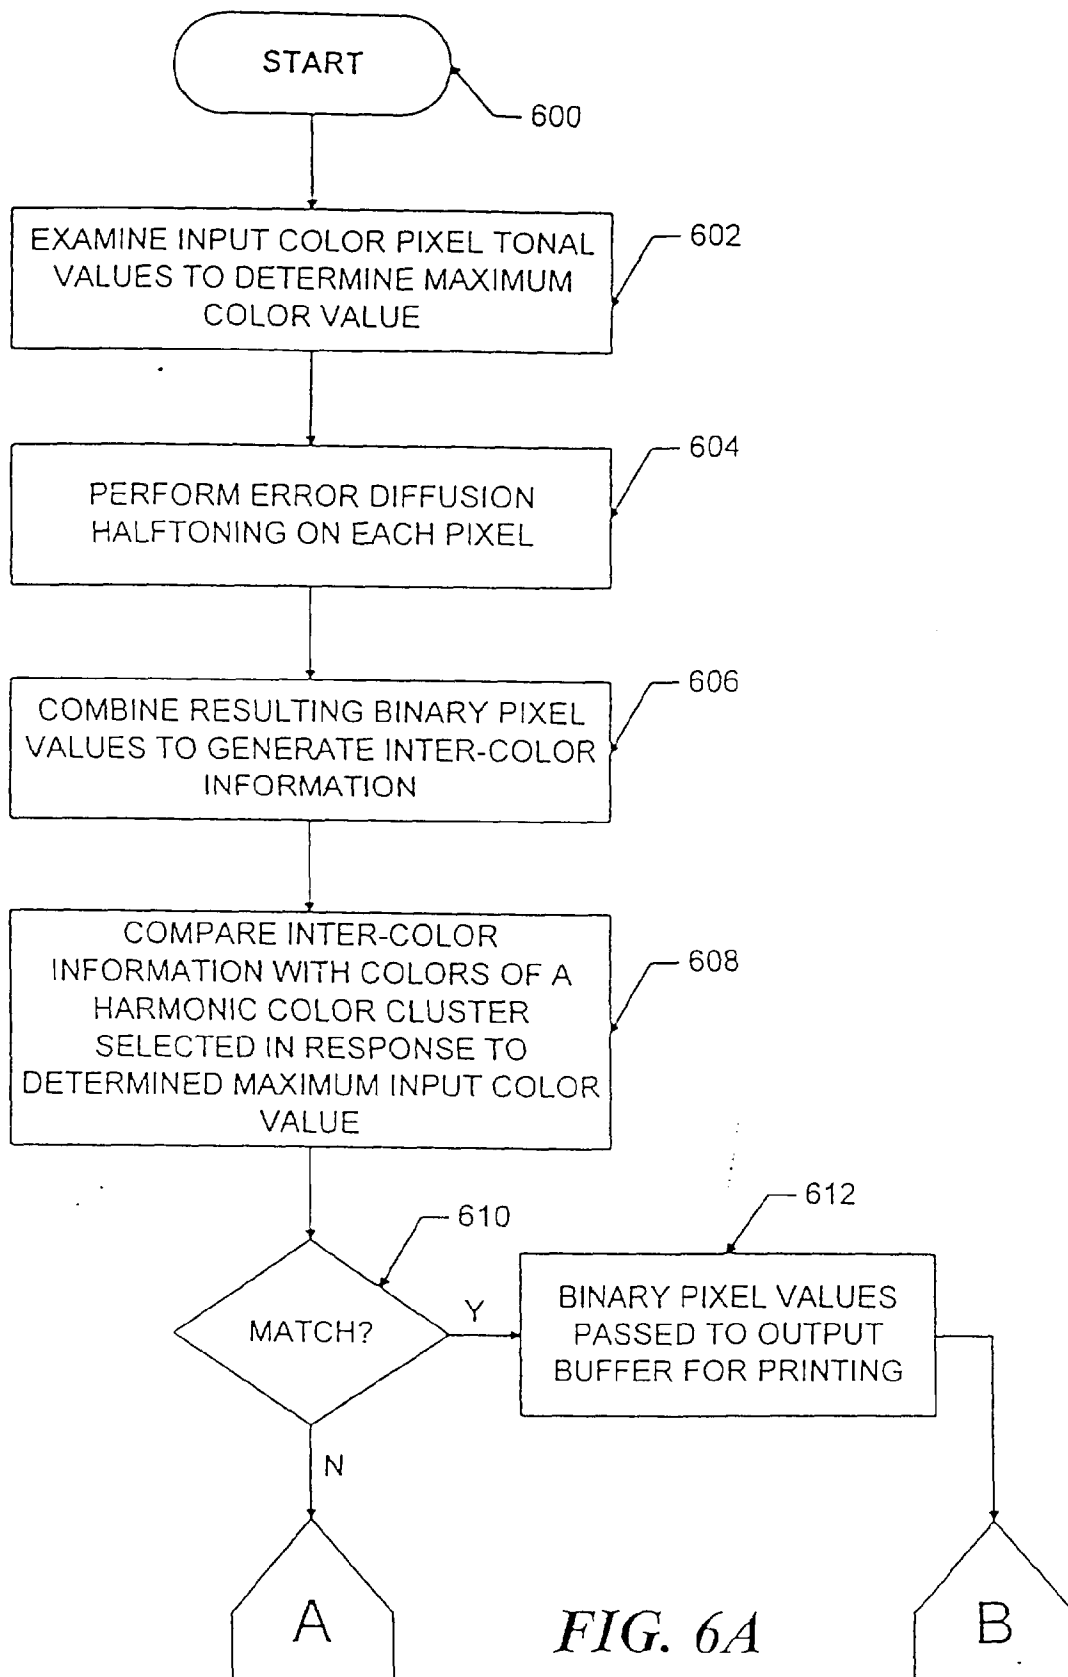 START
600
EXAMINE INPUT COLOR PIXEL TONAL
VALUES TO DETERMINE MAXIMUM
COLOR VALUE
602
PERFORM ERROR DIFFUSION
HALFTONING ON EACH PIXEL
604
COMBINE RESULTING BINARY PIXEL
VALUES TO GENERATE INTER-COLOR
INFORMATION
606
COMPARE INTER-COLOR
INFORMATION WITH COLORS OF A
HARMONIC COLOR CLUSTER
SELECTED IN RESPONSE TO
DETERMINED MAXIMUM INPUT COLOR
VALUE
608
MATCH?
610
Y
BINARY PIXEL VALUES
PASSED TO OUTPUT
BUFFER FOR PRINTING
612
N
A
FIG. 6A
B